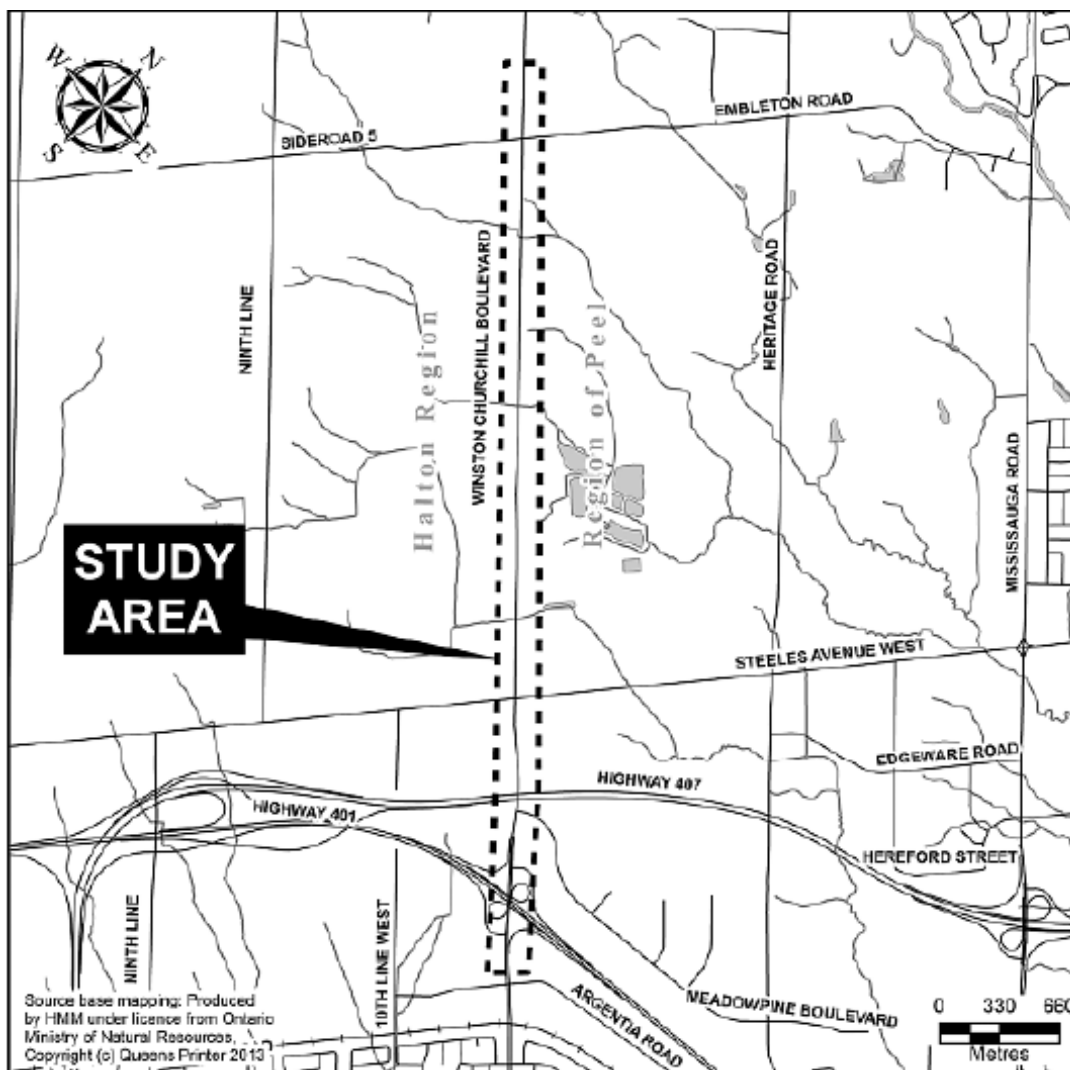 W
N
S
E
SIDEROAD 5
EMBLETON ROAD
NINTH LINE
Halton Region
WINSTON CHURCHILL BOULEVARD
Region of Peel
HERITAGE ROAD
MISSISSAUGA ROAD
STUDY
AREA
STEELES AVENUE WEST
EDGEWARE ROAD
HIGHWAY 407
HIGHWAY 401
HEREFORD STREET
NINTH LINE
10TH LINE WEST
ARGENTIA ROAD
MEADOWPINE BOULEVARD
Source base mapping: Produced
by HMM under licence from Ontario
Ministry of Natural Resources,
Copyright (c) Queens Printer 2013
0 330 660
Metres